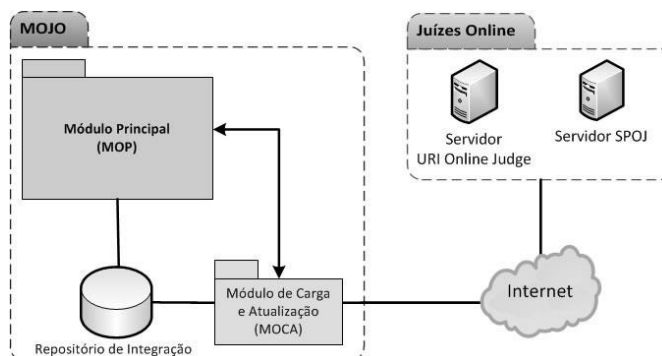 MOJO
Módulo Principal
(MOP)
Repositório de Integração
Módulo de Carga
e Atualização
(MOCA)
Juízes Online
Servidor
URI Online Judge
Servidor SPOJ
Internet